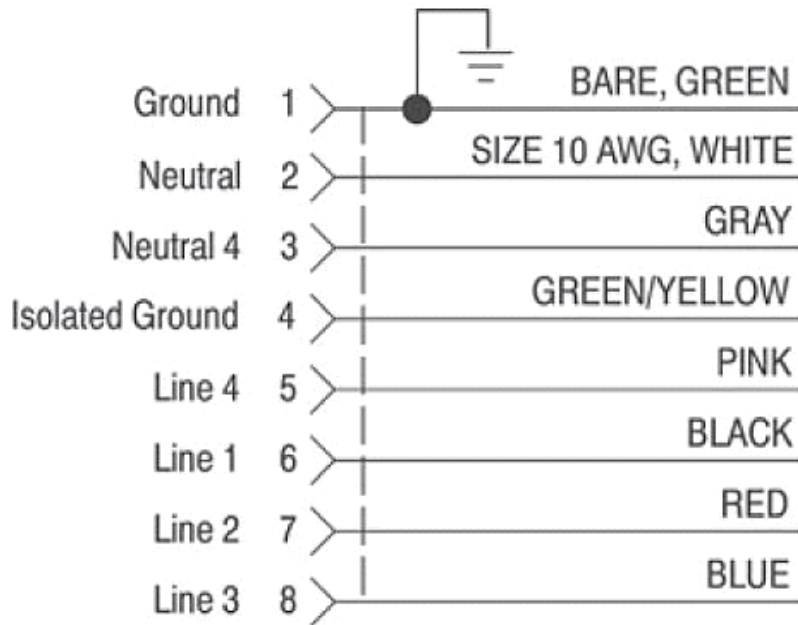 Ground 1 BARE, GREEN
Neutral 2 SIZE 10 AWG, WHITE
Neutral 4 3 GRAY
Isolated Ground 4 GREEN/YELLOW
Line 4 5 PINK
Line 1 6 BLACK
Line 2 7 RED
Line 3 8 BLUE